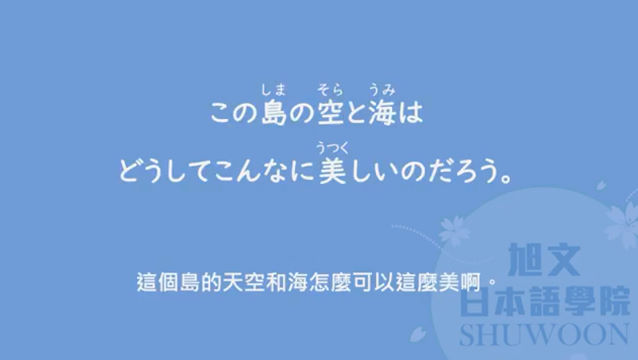 しま そら うみ
この島の空と海は
うつく
どうしてこんなに美しいのだろう。
這個島的天空和海怎麼可以這麼美啊。
旭文
日本語學院
SHUWOON